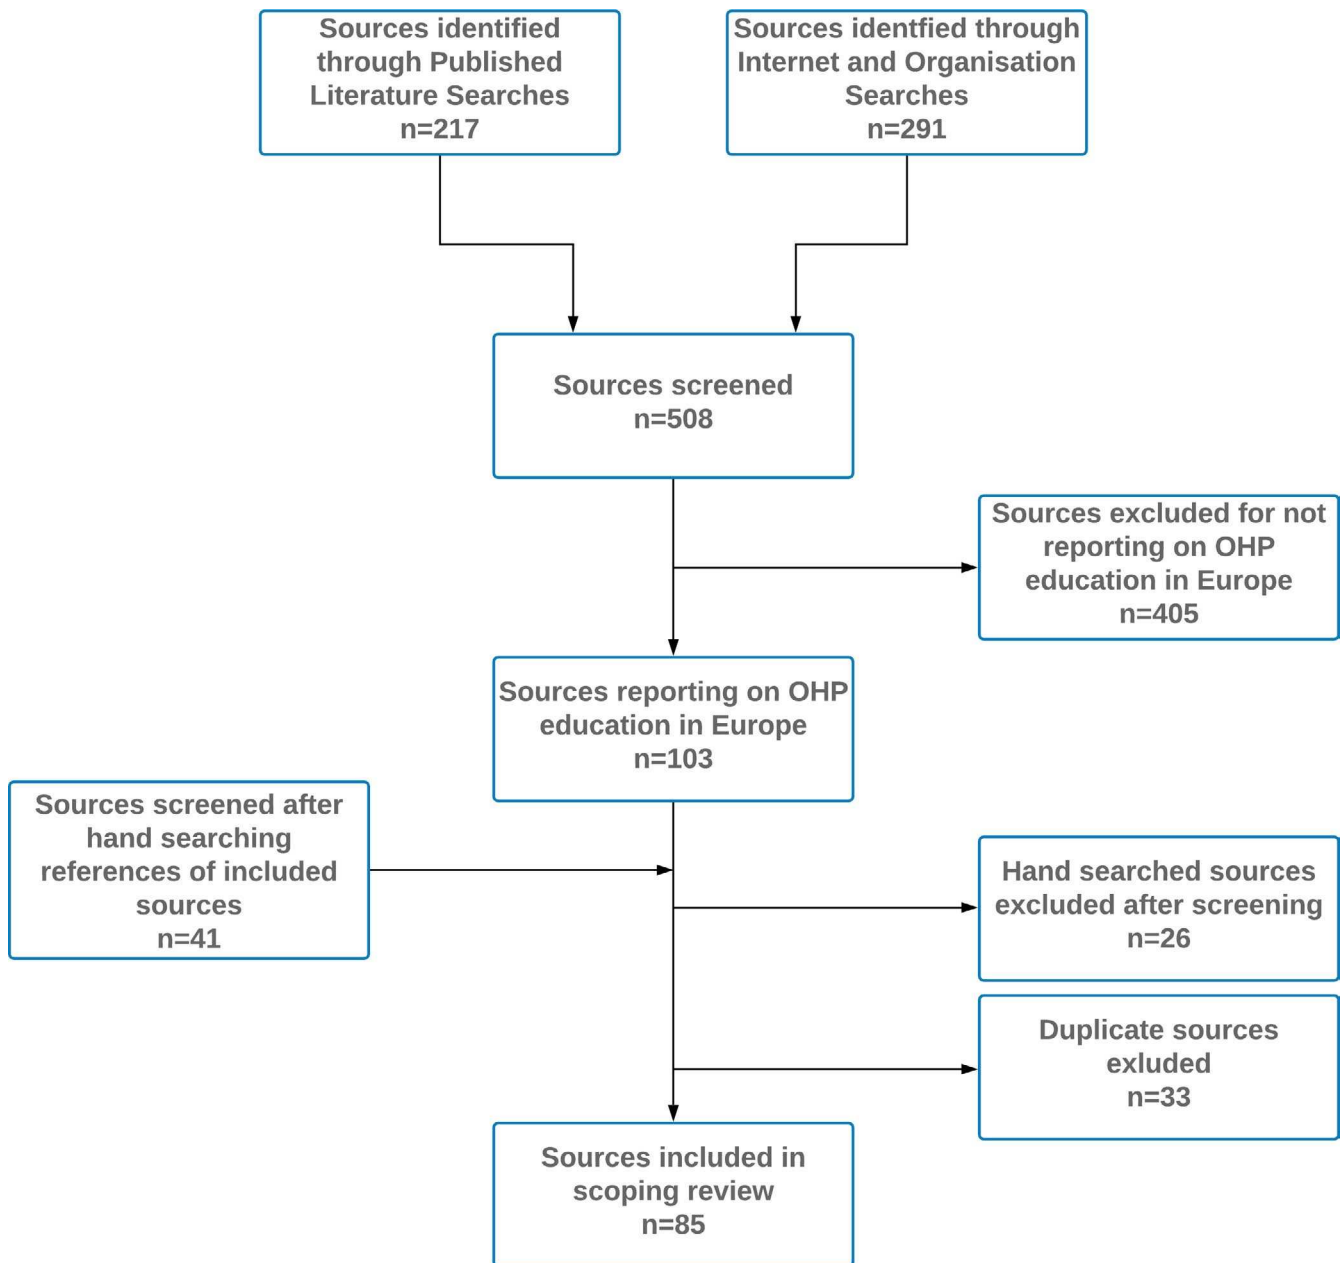 Sources identified
through Published
Literature Searches
n=217
Sources identfied through
Internet and Organisation
Searches
n=291
Sources screened
n=508
Sources excluded for not
reporting on OHP
education in Europe
n=405
Sources reporting on OHP
education in Europe
n=103
Sources screened after
hand searching
references of included
sources
n=41
Hand searched sources
excluded after screening
n=26
Duplicate sources
exluded
n=33
Sources included in
scoping review
n=85